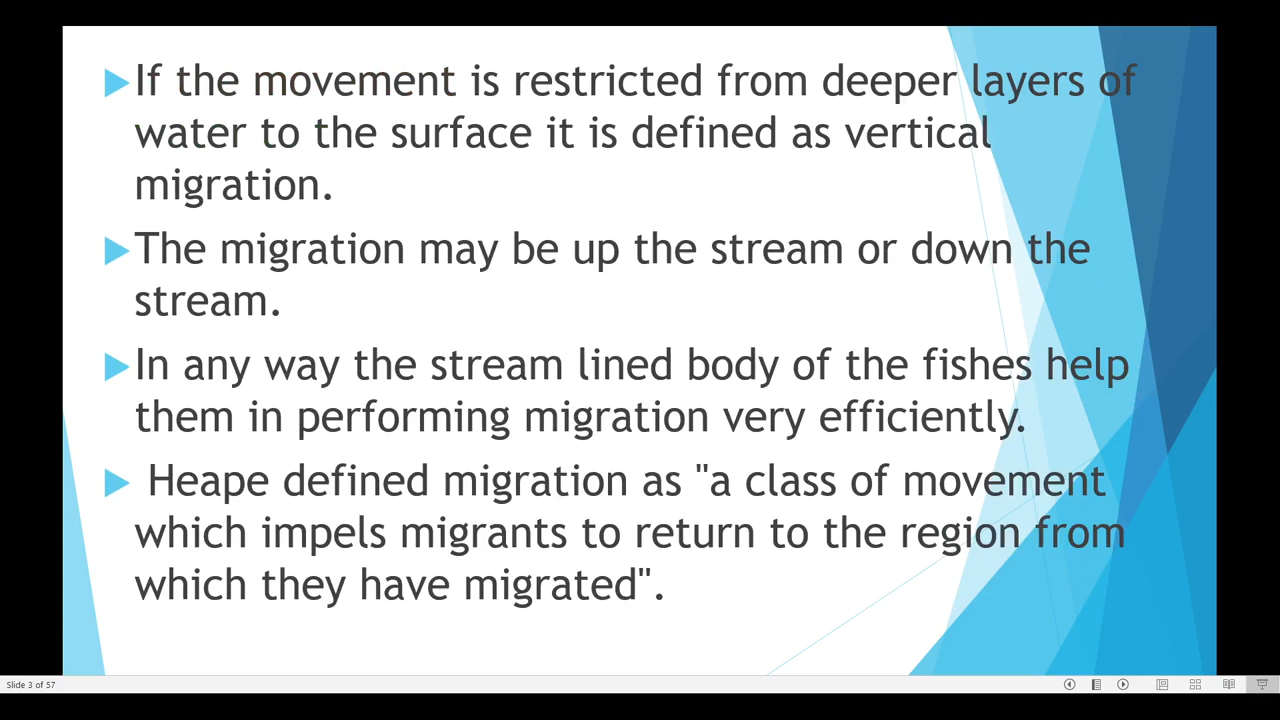 If the movement is restricted from deeper layers of
water to the surface it is defined as vertical
migration.
The migration may be up the stream or down the
stream.
In any way the stream lined body of the fishes help
them in performing migration very efficiently.
Heape defined migration as "a class of movement
which impels migrants to return to the region from
which they have migrated".
Slide 3 of 57